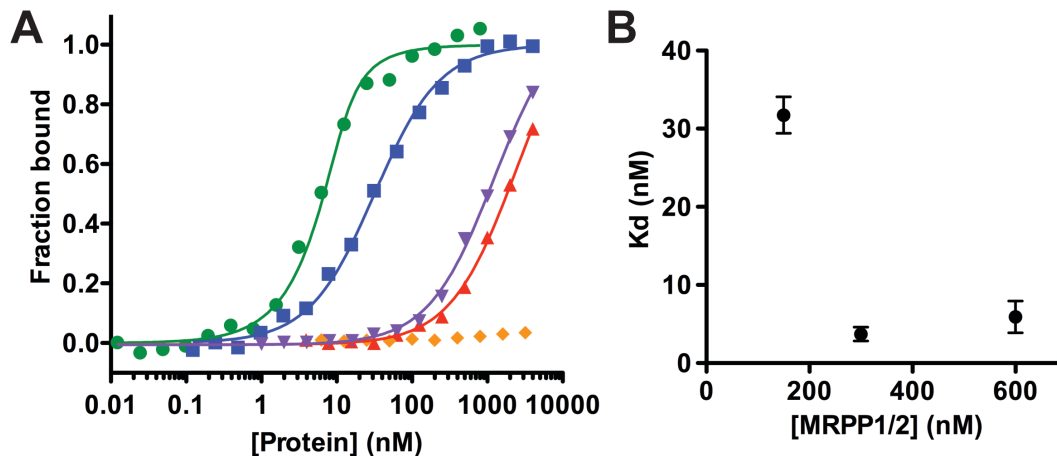 A
Fraction bound
1.0
0.8
0.6
0.4
0.2
0.0
0.01 0.1 1 10 100 1000 10000
[Protein] (nM)
B
Kd (nM)
40
30
20
10
0
0 200 400 600
[MRPP1/2] (nM)